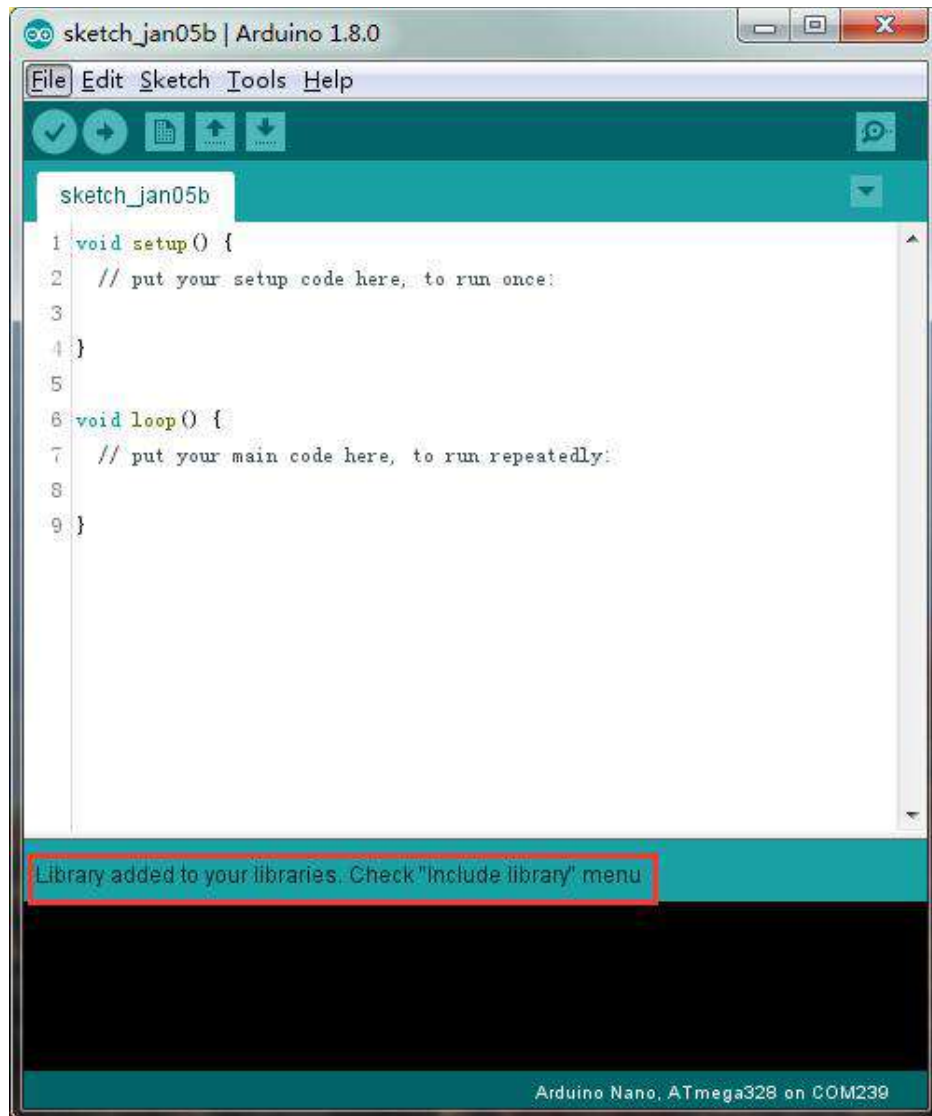 sketch_jan05b | Arduino 1.8.0
File Edit Sketch Tools Help
sketch_jan05b
1 void setup() {
2 // put your setup code here, to run once:
3
4 }
5
6 void loop() {
7 // put your main code here, to run repeatedly:
8
9 }
Library added to your libraries. Check "Include library" menu
Arduino Nano, ATmega328 on COM239